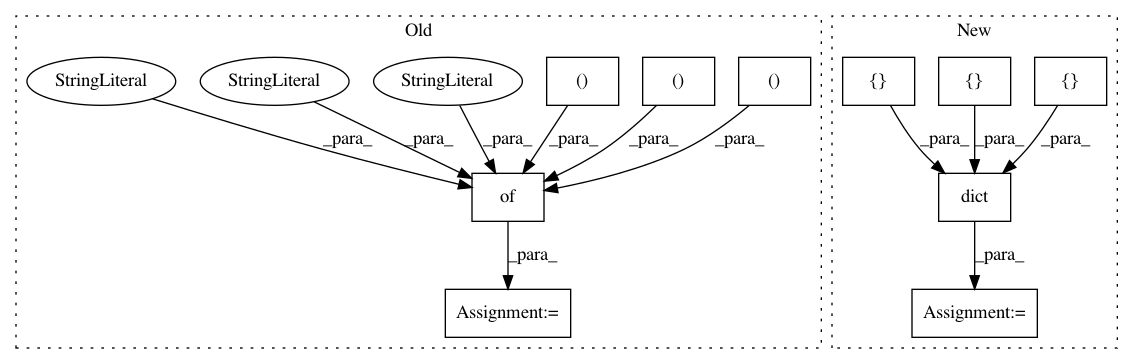 Old
New
StringLiteral
StringLiteral
StringLiteral
()
()
()
{}
{}
{}
_para_
_para_
_para_
_para_
_para_
_para_
_para_
_para_
_para_
of
dict
_para_
_para_
Assignment:=
Assignment:=